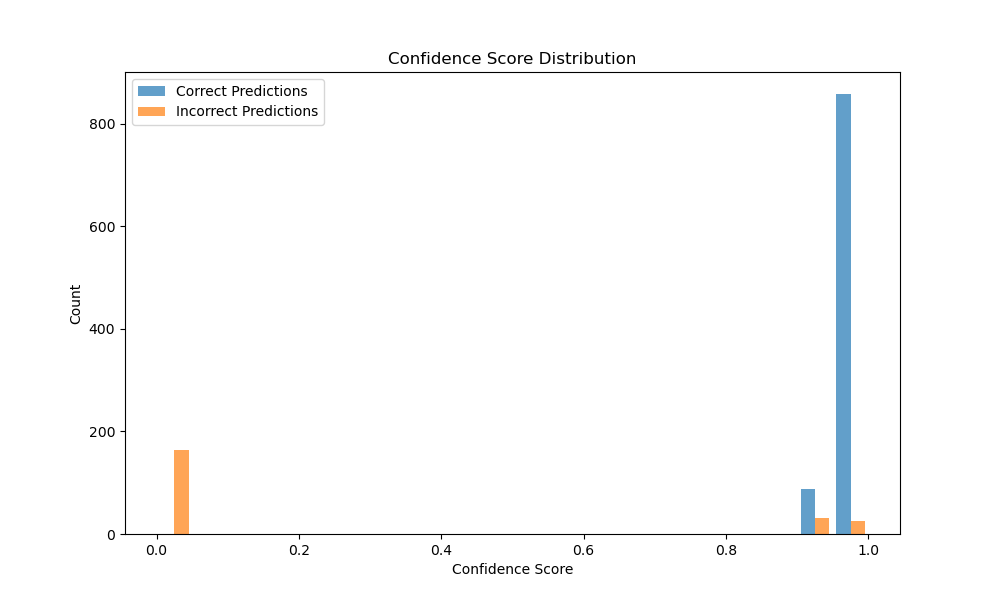 Confidence Score Distribution
Correct Predictions
Incorrect Predictions
800
600
400
200
0
Count
0.0 0.2 0.4 0.6 0.8 1.0
Confidence Score